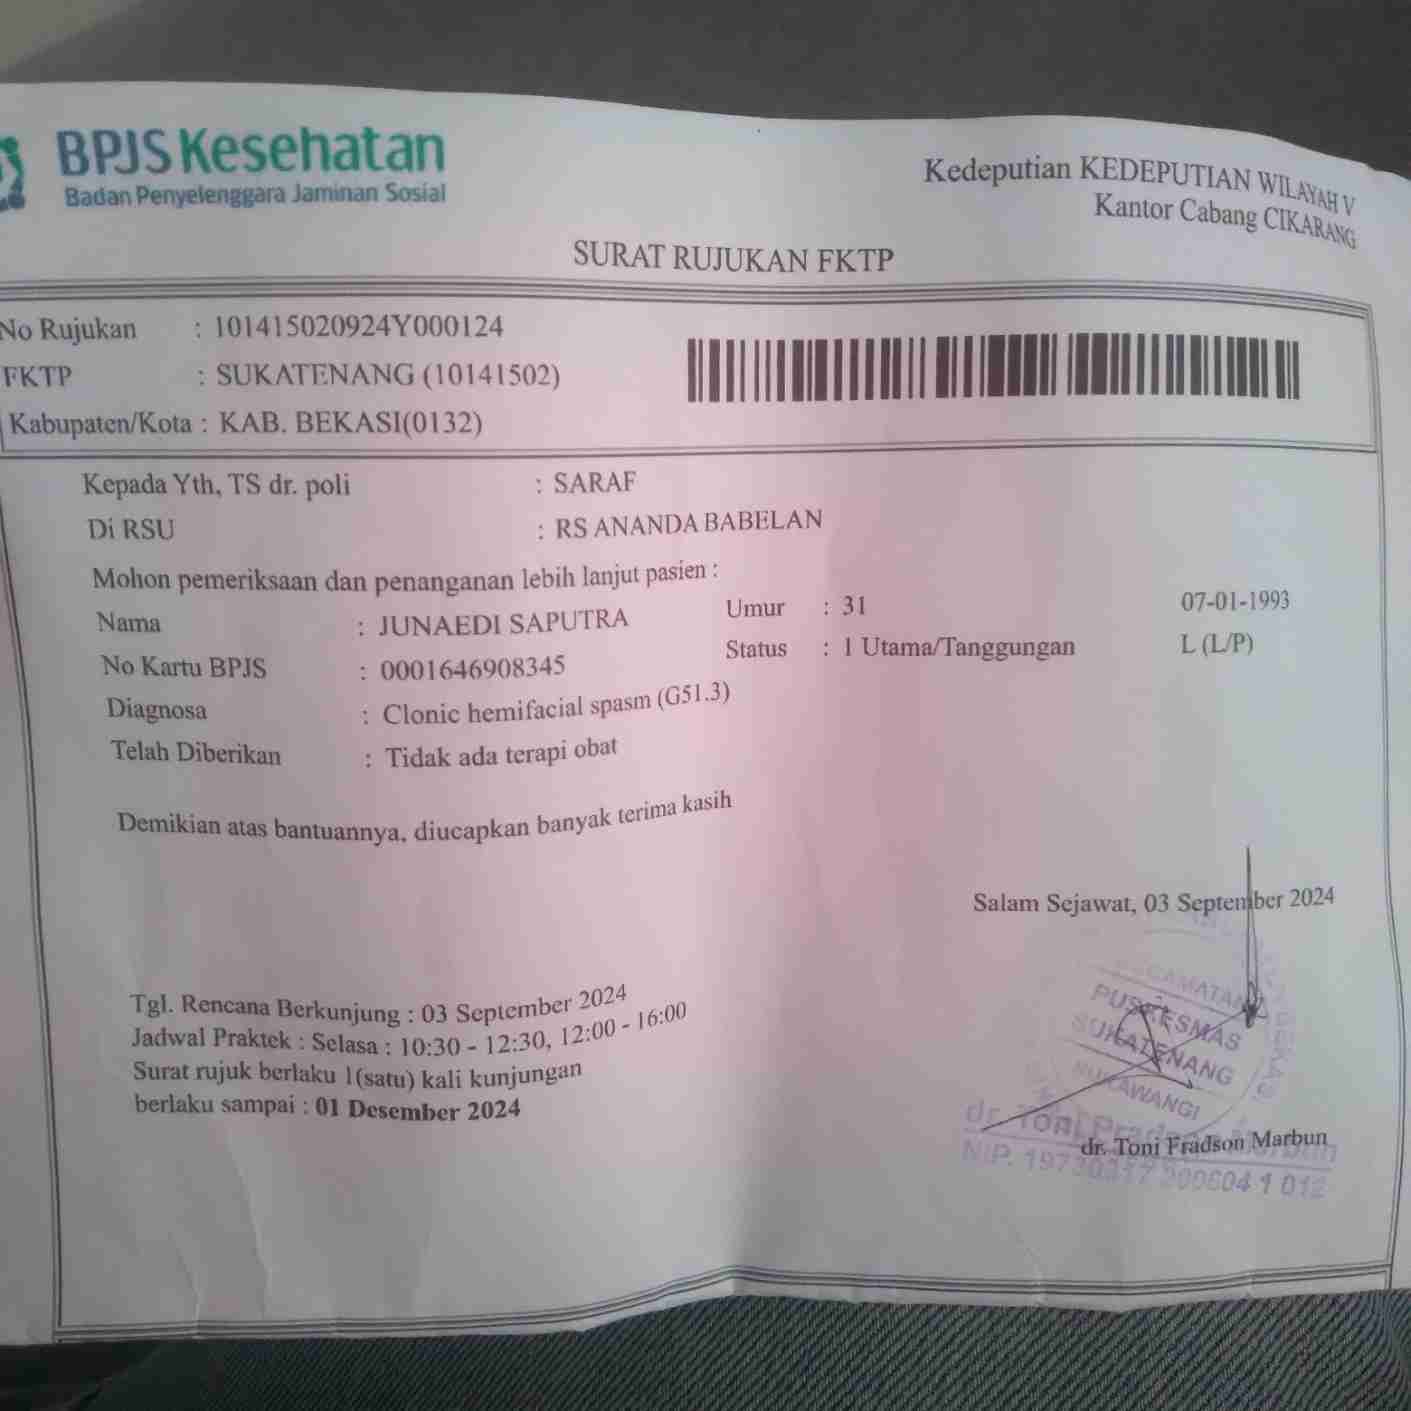 BPJS Kesehatan
Badan Penyelenggara Jaminan Sosial
Kedeputian KEDEPUTIAN WILAYAH V
Kantor Cabang CIKARANG
SURAT RUJUKAN FKTP
No Rujukan : 101415020924Y000124
FKTP : SUKATENANG (10141502)
Kabupaten/Kota : KAB. BEKASI(0132)
Kepada Yth, TS dr. poli : SARAF
Di RSU : RS ANANDA BABELAN
Mohon pemeriksaan dan penanganan lebih lanjut pasien :
Nama : JUNAEDI SAPUTRA Umur : 31 07-01-1993
No Kartu BPJS : 0001646908345 Status : 1 Utama/Tanggungan L (L/P)
Diagnosa : Clonic hemifacial spasm (G51.3)
Telah Diberikan : Tidak ada terapi obat
Demikian atas bantuannya, diucapkan banyak terima kasih
Salam Sejawat, 03 September 2024
Tgl. Rencana Berkunjung : 03 September 2024
Jadwal Praktek : Selasa : 10:30 - 12:30, 12:00 - 16:00
Surat rujuk berlaku 1(satu) kali kunjungan
berlaku sampai : 01 Desember 2024
PUSKESMAS
SUKATENANG
SUKAWANGI
dr. Toni Fradson Marbun
dr. Toni Fradson Marbun